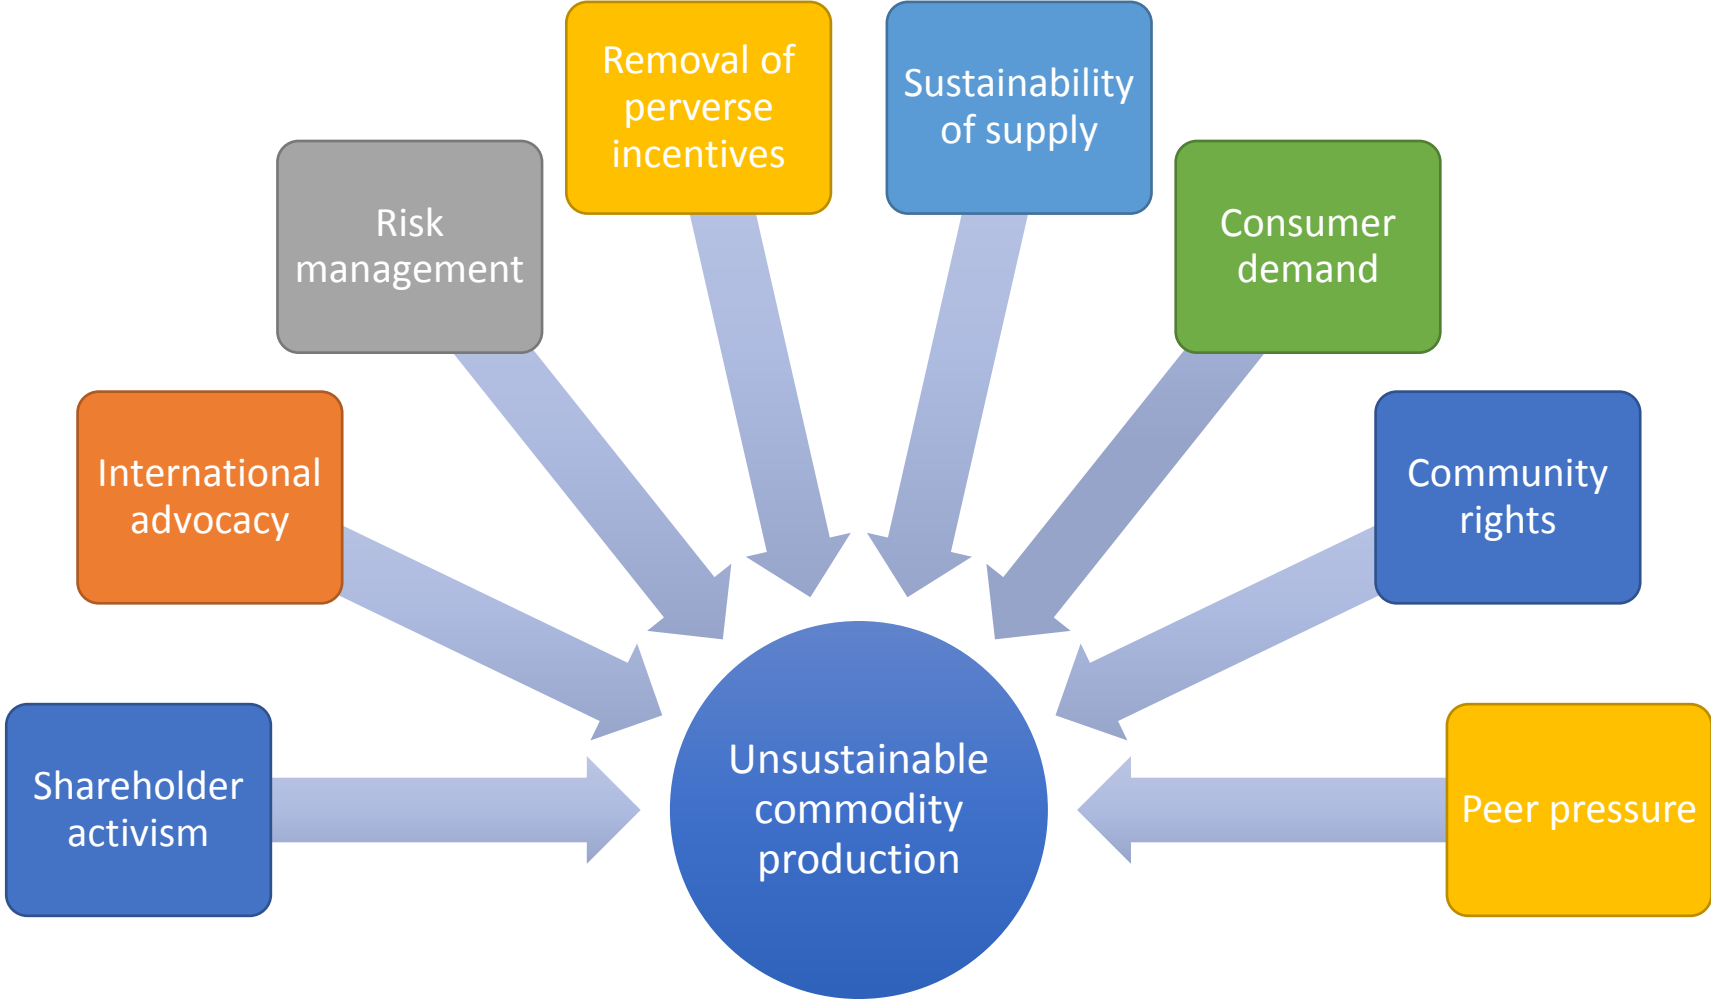 Removal of
perverse
incentives
Sustainability
of supply
Risk
management
Consumer
demand
International
advocacy
Community
rights
Shareholder
activism
Unsustainable
commodity
production
Peer pressure